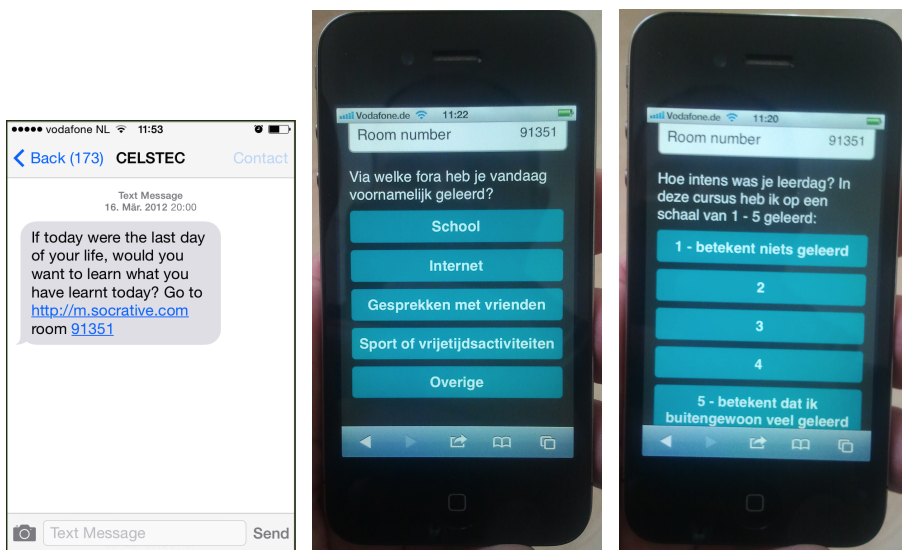 vodafone NL 11:53
Back (173) CELSTEC Contact
Text Message
16. Mär. 2012 20:00
If today were the last day
of your life, would you
want to learn what you
have learnt today? Go to
http://m.socrative.com
room 91351
Text Message Send
Vodafone.de 11:22
Room number 91351
Via welke fora heb je vandaag
voornamelijk geleerd?
School
Internet
Gesprekken met vrienden
Sport of vrijetijdsactiviteiten
Overige
Vodafone.de 11:20
Room number 91351
Hoe intens was je leerdag? In
deze cursus heb ik op een
schaal van 1 - 5 geleerd:
1 - betekent niets geleerd
2
3
4
5 - betekent dat ik
buitengewoon veel geleerd